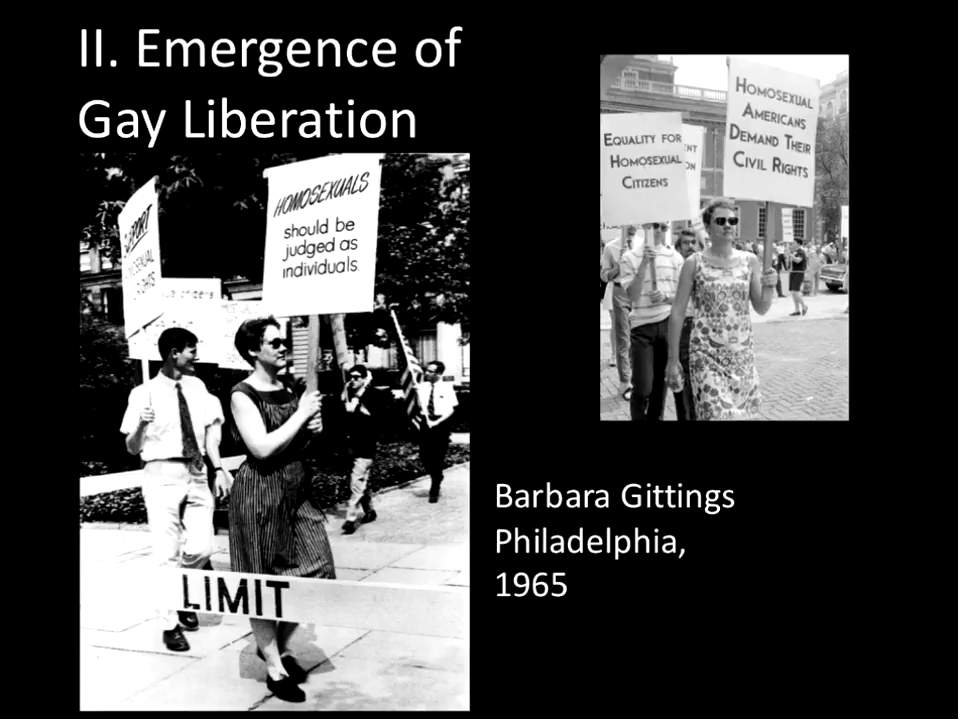 II. Emergence of
Gay Liberation
HOMOSEXUALS
should be
judged as
individuals.
LIMIT
EQUALITY FOR
HOMOSEXUAL
CITIZENS
HOMOSEXUAL
AMERICANS
DEMAND THEIR
CIVIL RIGHTS
Barbara Gittings
Philadelphia,
1965